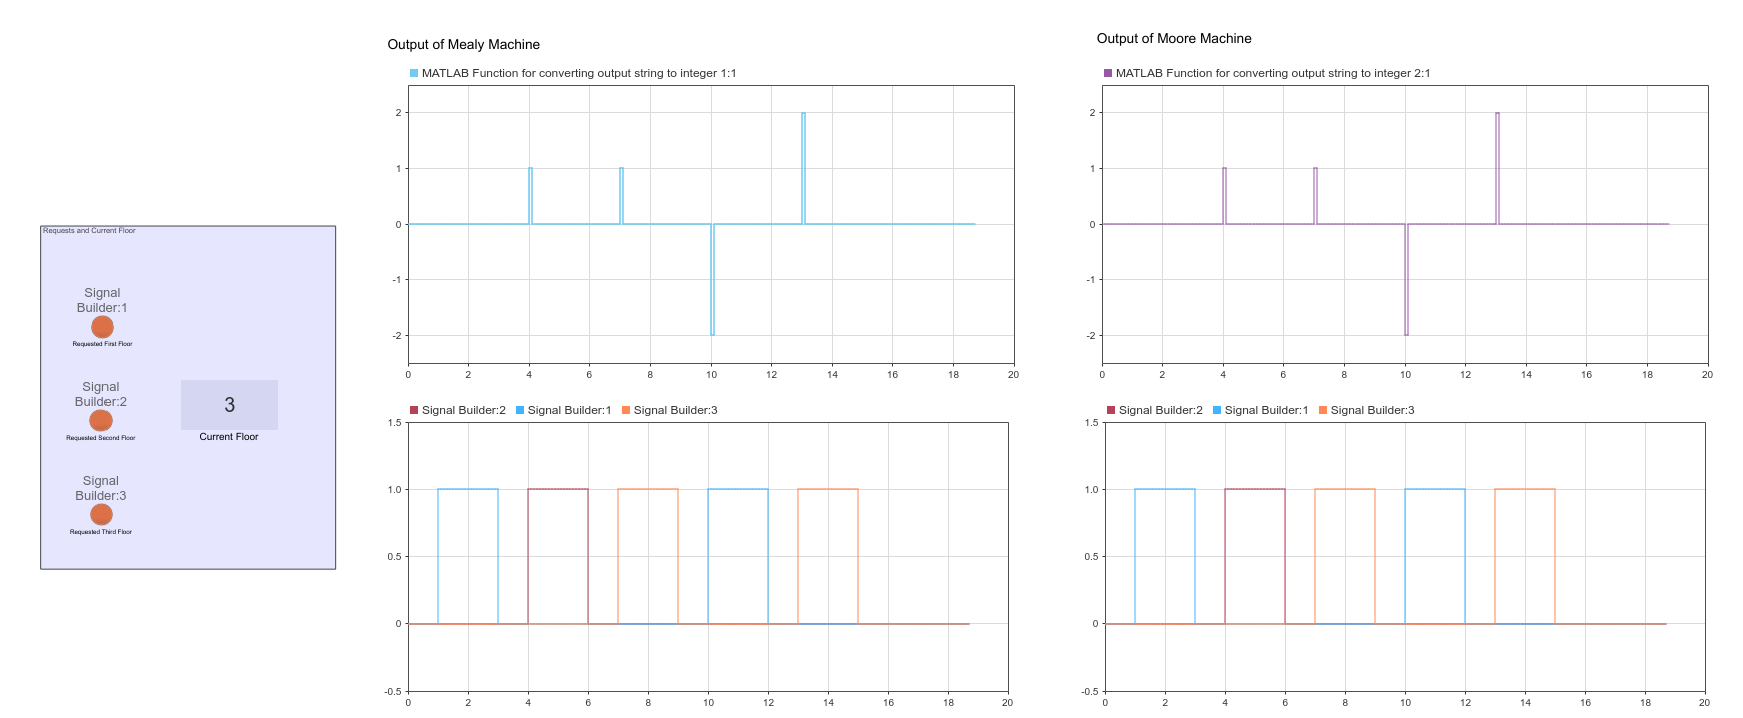 Requests and Current Floor
Signal
Builder:1
Requested First Floor
Signal
Builder:2
Requested Second Floor
3
Current Floor
Signal
Builder:3
Requested Third Floor
Output of Mealy Machine
MATLAB Function for converting output string to integer 1:1
2
1
0
-1
-2
0 2 4 6 8 10 12 14 16 18 20
Signal Builder:2 Signal Builder:1 Signal Builder:3
1.5
1.0
0.5
0
-0.5
0 2 4 6 8 10 12 14 16 18 20
Output of Moore Machine
MATLAB Function for converting output string to integer 2:1
2
1
0
-1
-2
0 2 4 6 8 10 12 14 16 18 20
Signal Builder:2 Signal Builder:1 Signal Builder:3
1.5
1.0
0.5
0
-0.5
0 2 4 6 8 10 12 14 16 18 20